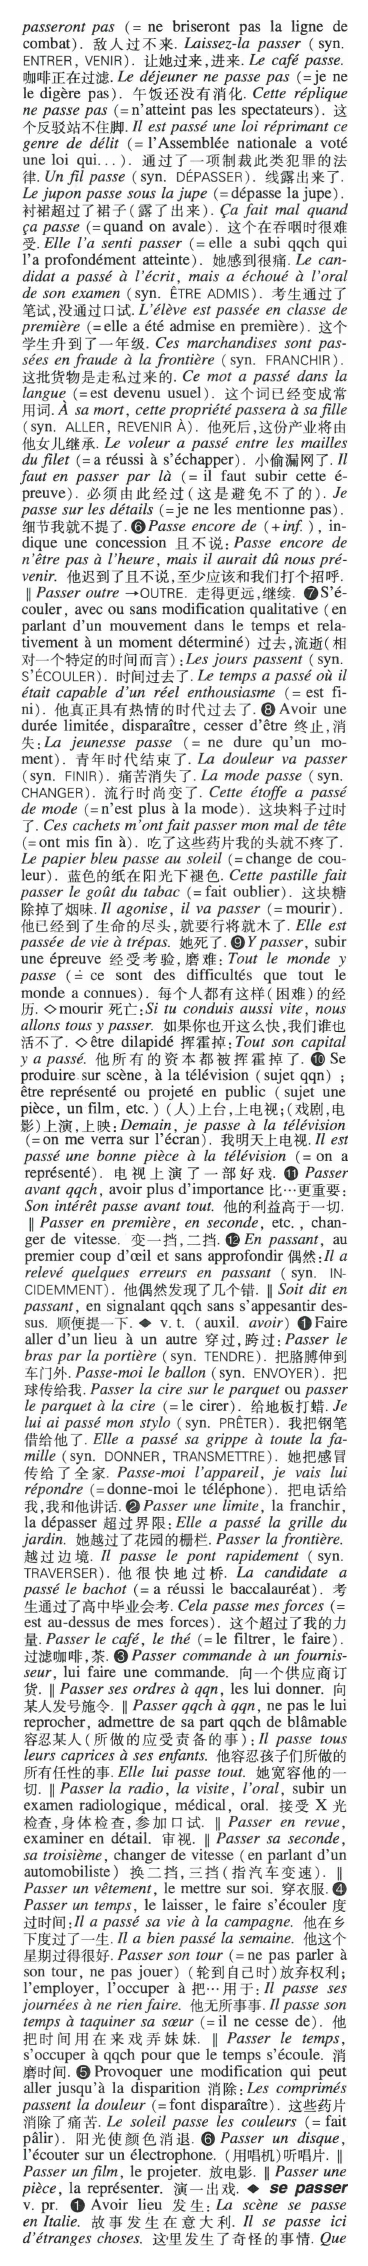 passeront pas (= ne briseront pas la ligne de
combat). 敌人过不来. Laissez-la passer (syn.
ENTRER, VENIR). 让她过来,进来. Le café passe.
咖啡正在过滤. Le déjeuner ne passe pas (=je ne
le digère pas). 午饭还没有消化. Cette réplique
ne passe pas (=n'atteint pas les spectateurs). 这
个反驳站不住脚. Il est passé une loi réprimant ce
genre de délit (= l'Assemblée nationale a voté
une loi qui...). 通过了一项制裁此类犯罪的法
律. Un fil passe (syn. DÉPASSER). 线露出来了.
Le jupon passe sous la jupe (=dépasse la jupe).
衬裙超过了裙子(露了出来). Ça fait mal quand
ça passe (=quand on avale). 这个在吞咽时很难
受. Elle l'a senti passer (=elle a subi qqch qui
l'a profondément atteinte). 她感到很痛. Le can-
didat a passé à l'écrit, mais a échoué à l'oral
de son examen (syn. ÊTRE ADMIS). 考生通过了
笔试,没通过口试. L'élève est passée en classe de
première (=elle a été admise en première). 这个
学生升到了一年级. Ces marchandises sont pas-
sées en fraude à la frontière (syn. FRANCHIR).
这批货物是走私过来的. Ce mot a passé dans la
langue (=est devenu usuel). 这个词已经变成常
用词. À sa mort, cette propriété passera à sa fille
(syn. ALLER, REVENIR À). 他死后,这份产业将由
他女儿继承. Le voleur a passé entre les mailles
du filet (=a réussi à s'échapper). 小偷漏网了. Il
faut en passer par là (= il faut subir cette é-
preuve). 必须由此经过(这是避免不了的). Je
passe sur les détails (=je ne les mentionne pas).
细节我就不提了. ❻ Passe encore de (+inf.), in-
dique une concession 且不说: Passe encore de
n'être pas à l'heure, mais il aurait dû nous pré-
venir. 他迟到了且不说,至少应该和我们打个招呼.
‖ Passer outre →OUTRE. 走得更远,继续. ❼ S'é-
couler, avec ou sans modification qualitative (en
parlant d'un mouvement dans le temps et rela-
tivement à un moment déterminé) 过去,流逝(相
对一个特定的时间而言): Les jours passent (syn.
S'ÉCOULER). 时间过去了. Le temps a passé où il
était capable d'un réel enthousiasme (= est fi-
ni). 他真正具有热情的时代过去了. ❽ Avoir une
durée limitée, disparaître, cesser d'être 终止,消
失: La jeunesse passe (= ne dure qu'un mo-
ment). 青年时代结束了. La douleur va passer
(syn. FINIR). 痛苦消失了. La mode passe (syn.
CHANGER). 流行时尚变了. Cette étoffe a passé
de mode (=n'est plus à la mode). 这块料子过时
了. Ces cachets m'ont fait passer mon mal de tête
(=ont mis fin à). 吃了这些药片我的头就不疼了.
Le papier bleu passe au soleil (=change de cou-
leur). 蓝色的纸在阳光下褪色. Cette pastille fait
passer le goût du tabac (=fait oublier). 这块糖
除掉了烟味. Il agonise, il va passer (=mourir).
他已经到了生命的尽头,就要行将就木了. Elle est
passée de vie à trépas. 她死了. ❾ Y passer, subir
une épreuve 经受考验,磨难: Tout le monde y
passe (= ce sont des difficultés que tout le
monde a connues). 每个人都有这样(困难)的经
历. ◇mourir 死亡: Si tu conduis aussi vite, nous
allons tous y passer. 如果你也开这么快,我们谁也
活不了. ◇être dilapidé 挥霍掉: Tout son capital
y a passé. 他所有的资本都被挥霍掉了. ❿ Se
produire sur scène, à la télévision (sujet qqn) ;
être représenté ou projeté en public (sujet une
pièce, un film, etc.) (人)上台,上电视;(戏剧,电
影)上演,上映: Demain, je passe à la télévision
(=on me verra sur l'écran). 我明天上电视. Il est
passé une bonne pièce à la télévision (= on a
représenté). 电视上演了一部好戏. ⓫ Passer
avant qqch, avoir plus d'importance 比…更重要:
Son intérêt passe avant tout. 他的利益高于一切.
‖ Passer en première, en seconde, etc., chan-
ger de vitesse. 变一挡,二挡. ⓬ En passant, au
premier coup d'œil et sans approfondir 偶然: Il a
relevé quelques erreurs en passant (syn. IN-
CIDEMMENT). 他偶然发现了几个错. ‖ Soit dit en
passant, en signalant qqch sans s'appesantir des-
sus. 顺便提一下. ◆ v. t. (auxil. avoir) ❶ Faire
aller d'un lieu à un autre 穿过,跨过: Passer le
bras par la portière (syn. TENDRE). 把胳膊伸到
车门外. Passe-moi le ballon (syn. ENVOYER). 把
球传给我. Passer la cire sur le parquet ou passer
le parquet à la cire (=le cirer). 给地板打蜡. Je
lui ai passé mon stylo (syn. PRÊTER). 我把钢笔
借给他了. Elle a passé sa grippe à toute la fa-
mille (syn. DONNER, TRANSMETTRE). 她把感冒
传给了全家. Passe-moi l'appareil, je vais lui
répondre (=donne-moi le téléphone). 把电话给
我,我和他讲话. ❷ Passer une limite, la franchir,
la dépasser 超过界限: Elle a passé la grille du
jardin. 她越过了花园的栅栏. Passer la frontière.
越过边境. Il passe le pont rapidement (syn.
TRAVERSER). 他很快地过桥. La candidate a
passé le bachot (=a réussi le baccalauréat). 考
生通过了高中毕业会考. Cela passe mes forces (=
est au-dessus de mes forces). 这个超过了我的力
量. Passer le café, le thé (=le filtrer, le faire).
过滤咖啡,茶. ❸ Passer commande à un fournis-
seur, lui faire une commande. 向一个供应商订
货. ‖ Passer ses ordres à qqn, les lui donner. 向
某人发号施令. ‖ Passer qqch à qqn, ne pas le lui
reprocher, admettre de sa part qqch de blâmable
容忍某人(所做的应受责备的事): Il passe tous
leurs caprices à ses enfants. 他容忍孩子们所做的
所有任性的事. Elle lui passe tout. 她宽容他的一
切. ‖ Passer la radio, la visite, l'oral, subir un
examen radiologique, médical, oral. 接受 X 光
检查,身体检查,参加口试. ‖ Passer en revue,
examiner en détail. 审视. ‖ Passer sa seconde,
sa troisième, changer de vitesse (en parlant d'un
automobiliste) 换二挡,三挡(指汽车变速). ‖
Passer un vêtement, le mettre sur soi. 穿衣服. ❹
Passer un temps, le laisser, le faire s'écouler 度
过时间: Il a passé sa vie à la campagne. 他在乡
下度过了一生. Il a bien passé la semaine. 他这个
星期过得很好. Passer son tour (=ne pas parler à
son tour, ne pas jouer) (轮到自己时)放弃权利;
l'employer, l'occuper à 把…用于: Il passe ses
journées à ne rien faire. 他无所事事. Il passe son
temps à taquiner sa sœur (=il ne cesse de). 他
把时间用在来戏弄妹妹. ‖ Passer le temps,
s'occuper à qqch pour que le temps s'écoule. 消
磨时间. ❺ Provoquer une modification qui peut
aller jusqu'à la disparition 消除: Les comprimés
passent la douleur (=font disparaître). 这些药片
消除了痛苦. Le soleil passe les couleurs (= fait
pâlir). 阳光使颜色消退. ❻ Passer un disque,
l'écouter sur un électrophone. (用唱机)听唱片. ‖
Passer un film, le projeter. 放电影. ‖ Passer une
pièce, la représenter. 演一出戏. ◆ se passer
v. pr. ❶ Avoir lieu 发生: La scène se passe
en Italie. 故事发生在意大利. Il se passe ici
d'étranges choses. 这里发生了奇怪的事情. Que